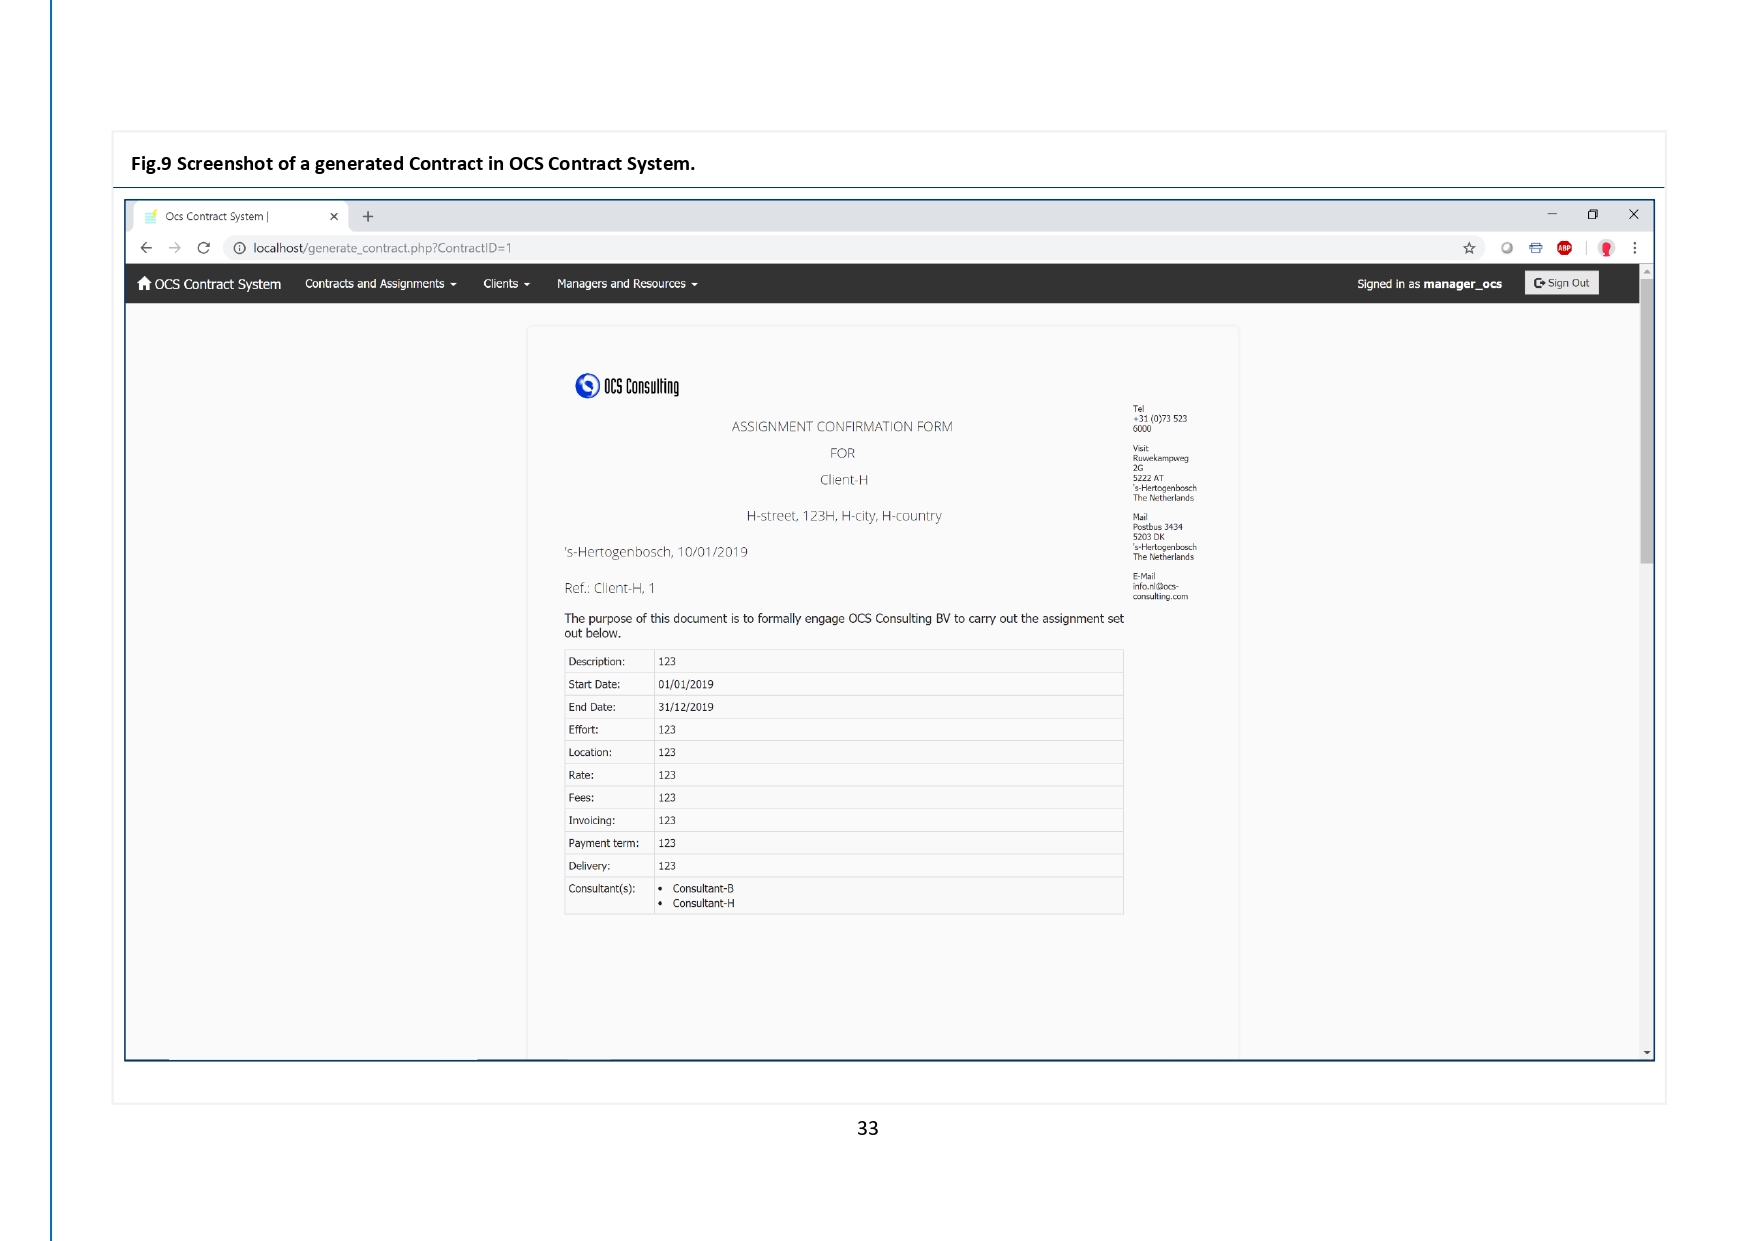 Fig.9 Screenshot of a generated Contract in OCS Contract System.
Ocs Contract System |
localhost/generate_contract.php?ContractID=1
ABP
OCS Contract System Contracts and Assignments Clients Managers and Resources Signed in as manager_ocs Sign Out
OCS Consulting
ASSIGNMENT CONFIRMATION FORM
FOR
Client-H
H-street, 123H, H-city, H-country
's-Hertogenbosch, 10/01/2019
Ref.: Client-H, 1
Tel
+31 (0)73 523
6000
Visit
Ruwekampweg
2G
5222 AT
's-Hertogenbosch
The Netherlands
Mail
Postbus 3434
5203 DK
's-Hertogenbosch
The Netherlands
E-Mail
info.nl@ocs-
consulting.com
The purpose of this document is to formally engage OCS Consulting BV to carry out the assignment set
out below.
Description: 123
Start Date: 01/01/2019
End Date: 31/12/2019
Effort: 123
Location: 123
Rate: 123
Fees: 123
Invoicing: 123
Payment term: 123
Delivery: 123
Consultant(s): • Consultant-B
• Consultant-H
33